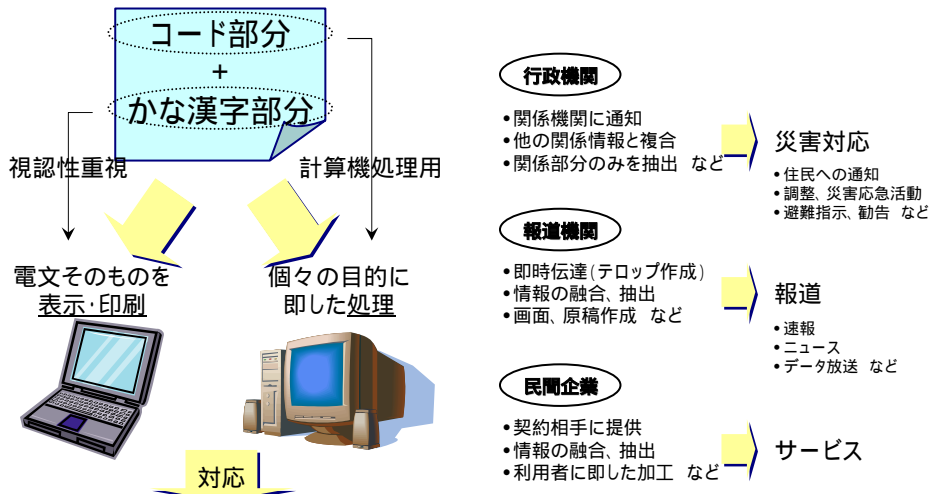 コード部分
+
かな漢字部分
視認性重視
計算機処理用
電文そのものを
表示・印刷
個々の目的に
即した処理
対応
行政機関
•関係機関に通知
•他の関係情報と複合
•関係部分のみを抽出 など
災害対応
•住民への通知
•調整、災害応急活動
•避難指示、勧告 など
報道機関
•即時伝達(テロップ作成)
•情報の融合、抽出
•画面、原稿作成 など
報道
•速報
•ニュース
•データ放送 など
民間企業
•契約相手に提供
•情報の融合、抽出
•利用者に即した加工 など
サービス